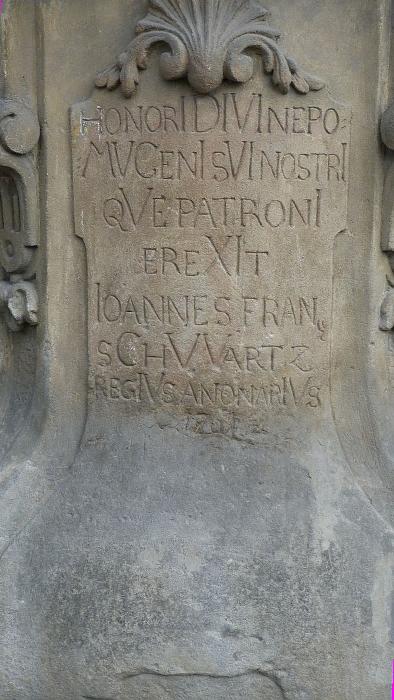 HONORI DIVI NEPO-
MVCENI sVI NOSTRI
QVE PATRONI
EREXIT
IOANNES FRAN
sCHVVARTZ
REGIVS ANONARIVS